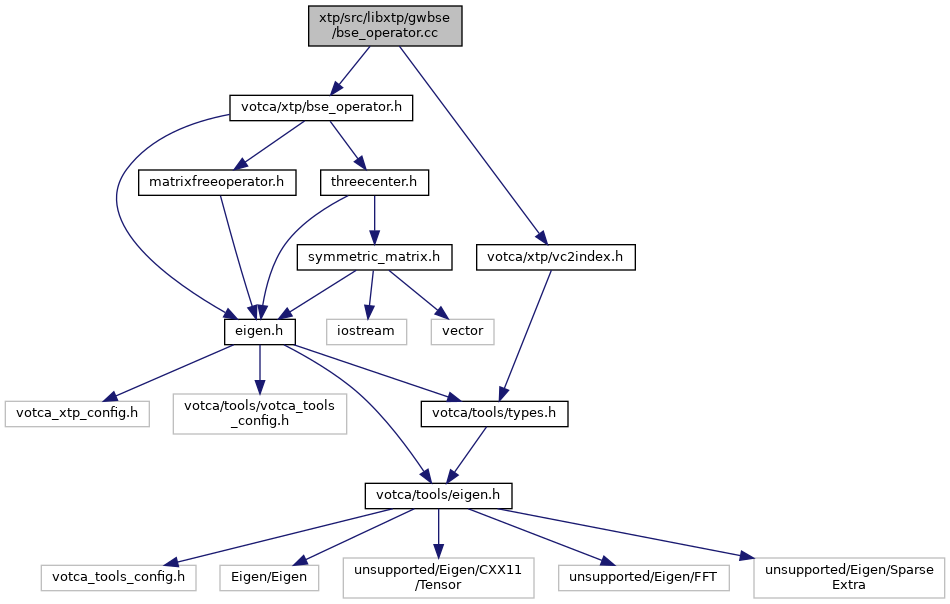 xtp/src/libxtp/gwbse
/bse_operator.cc
votca/xtp/bse_operator.h
matrixfreeoperator.h
threecenter.h
symmetric_matrix.h
votca/xtp/vc2index.h
eigen.h
iostream
vector
votca_xtp_config.h
votca/tools/votca_tools
_config.h
votca/tools/types.h
votca/tools/eigen.h
votca_tools_config.h
Eigen/Eigen
unsupported/Eigen/CXX11
/Tensor
unsupported/Eigen/FFT
unsupported/Eigen/Sparse
Extra